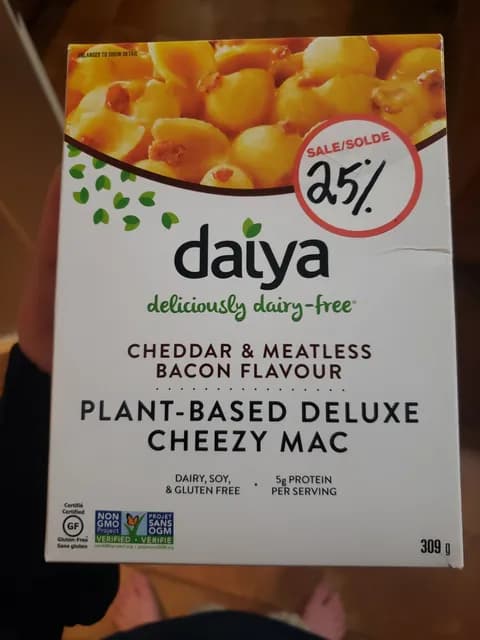 ENLARGED TO SHOW DETAIL
SALE/SOLDE
25%
daiya
deliciously dairy-free
CHEDDAR & MEATLESS
BACON FLAVOUR
PLANT-BASED DELUXE
CHEEZY MAC
DAIRY, SOY,
& GLUTEN FREE
·
5g PROTEIN
PER SERVING
Certifié
Certified
GF
Gluten-Free
Sans gluten
NON
GMO
Project
VERIFIED
PROJET
SANS
OGM
VÉRIFIÉ
309 g